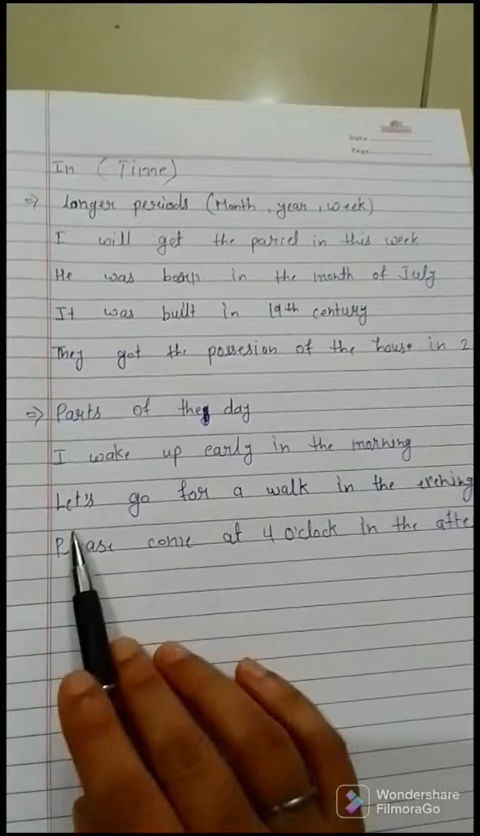 Date
Page
In (Time)
⇒ longer periods (Month, year, week)
I will get the parcel in this week
He was born in the month of July
It was built in 19th century
They got the possesion of the house in 2
⇒ Parts of the day
I wake up early in the morning
Let's go for a walk in the evening
Please come at 4 o'clock in the afte
Wondershare
FilmoraGo